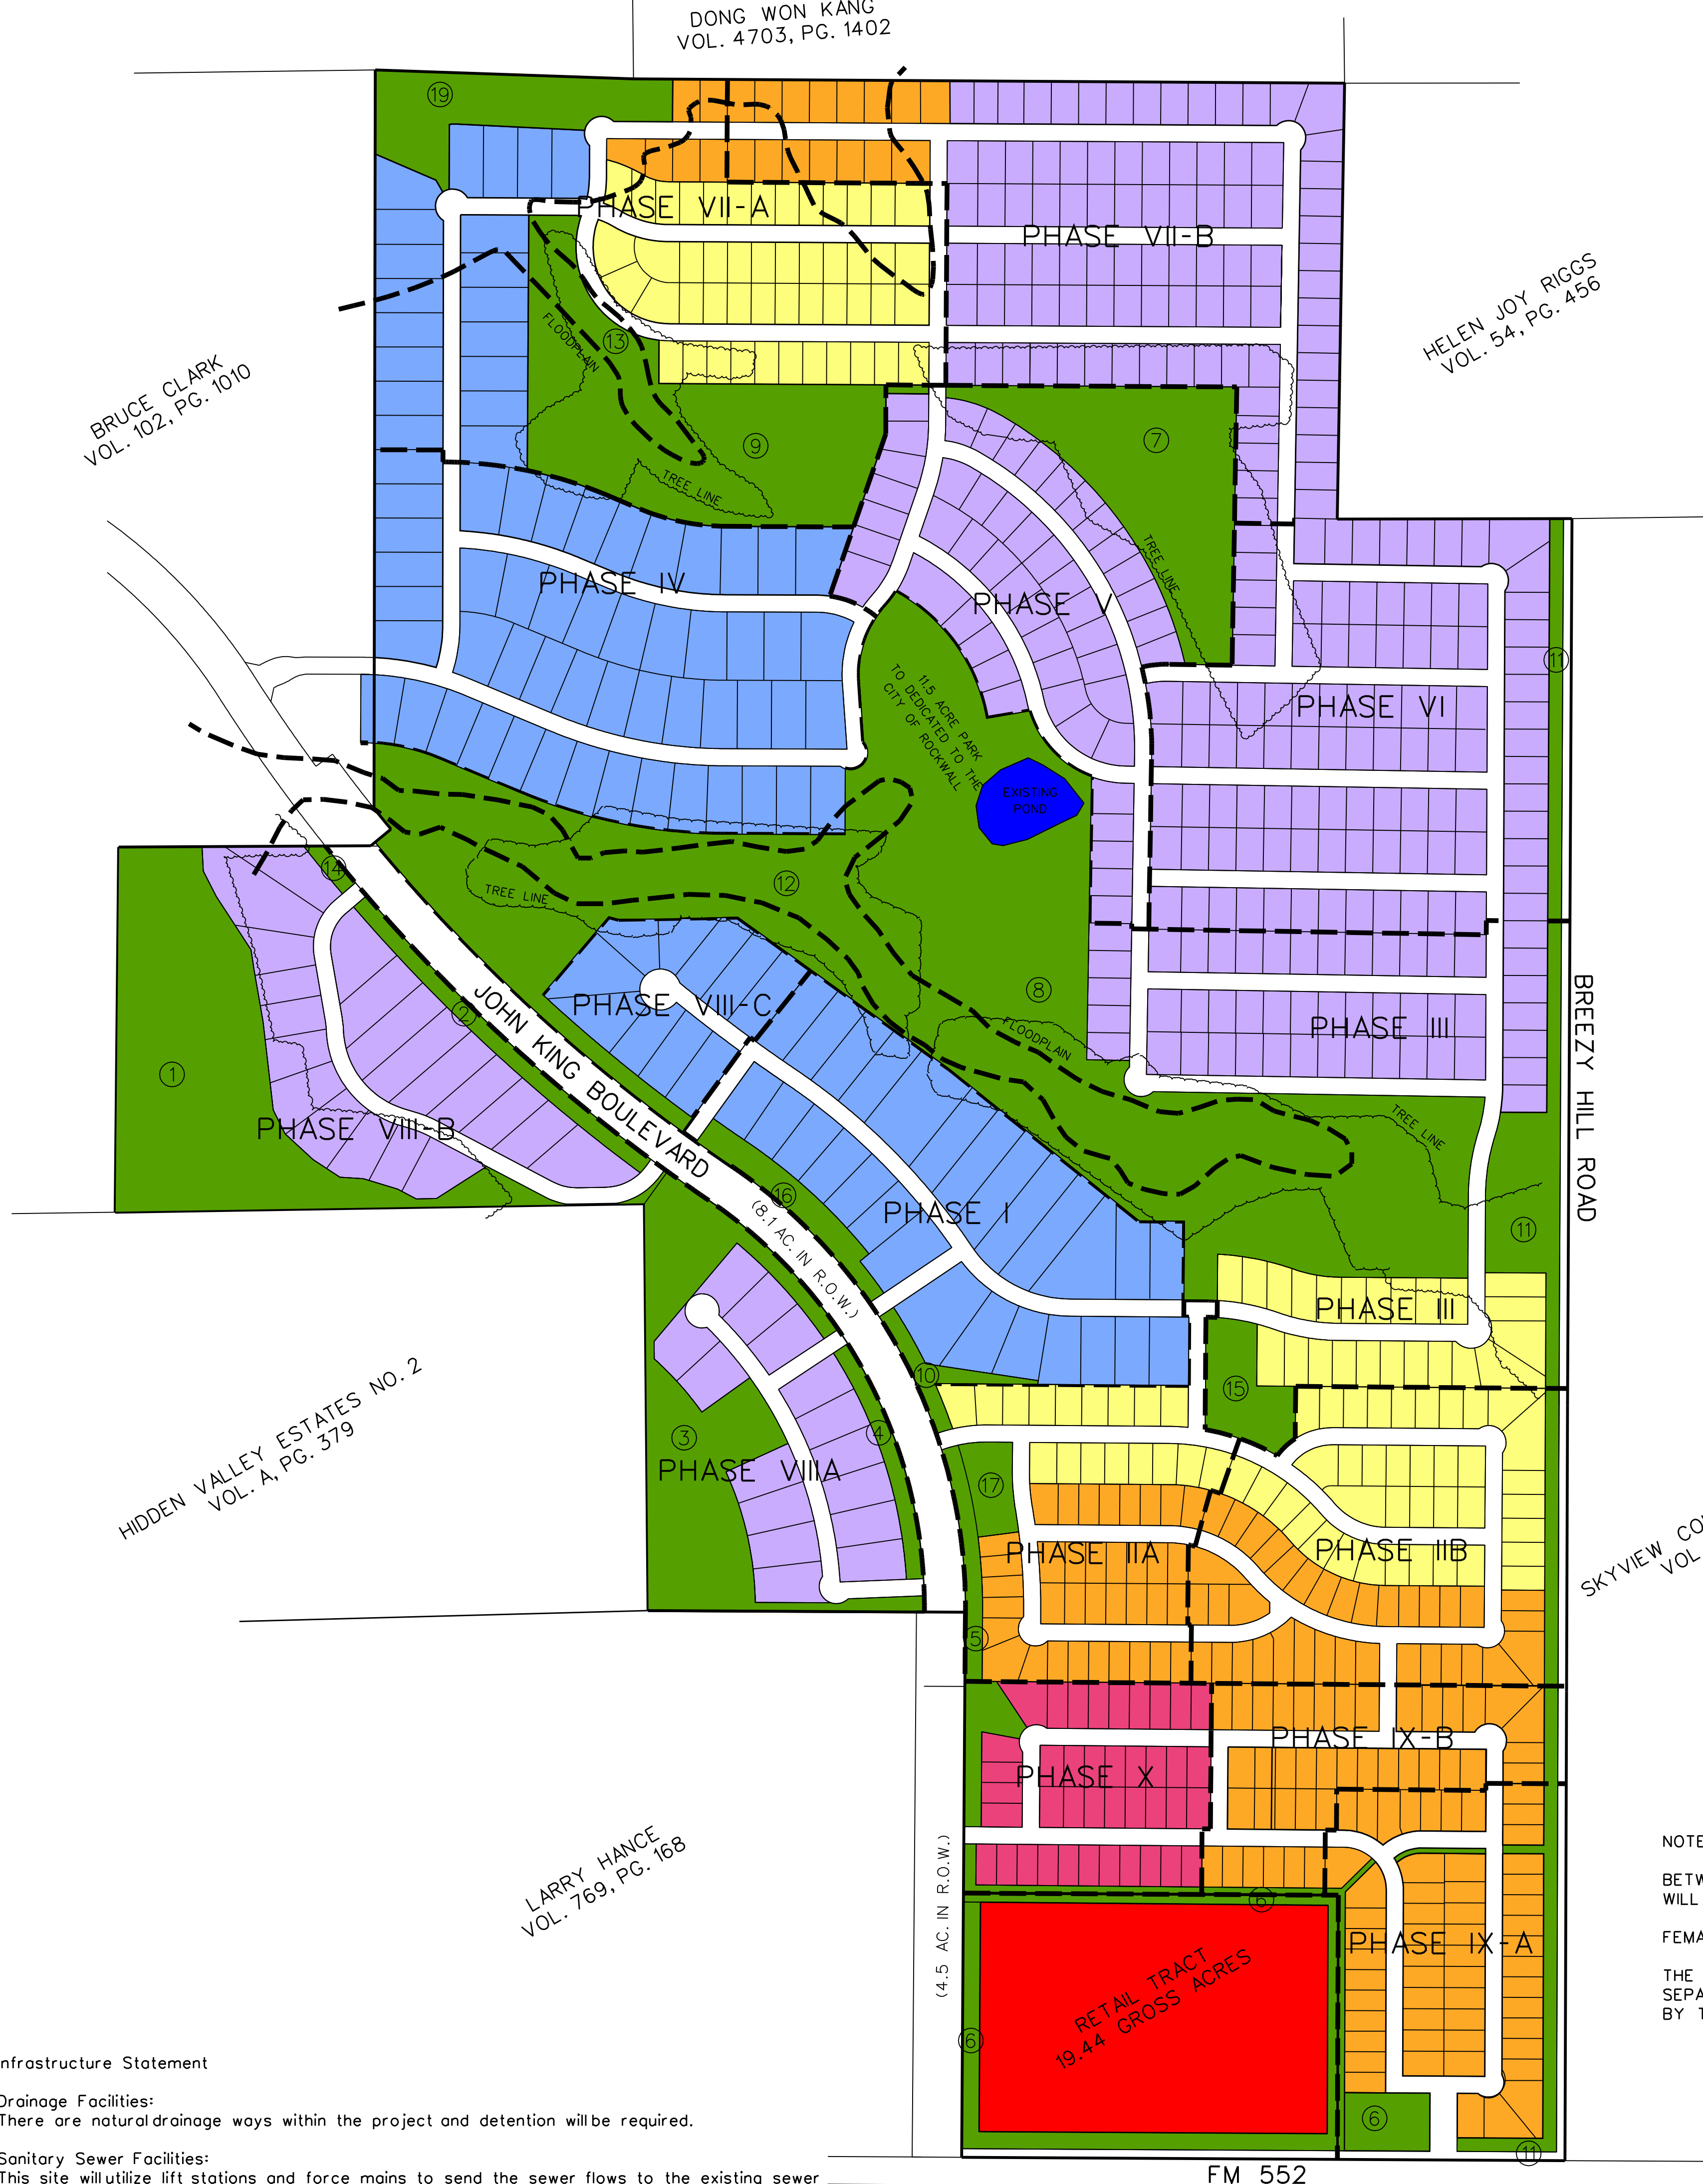 DONG WON KANG
VOL. 4703, PG. 1402
19
PHASE VII-A
PHASE VII-B
HELEN JOY RIGGS
VOL. 54, PG. 456
BRUCE CLARK
VOL. 102, PG. 1010
FLOODPLAIN
13
9
7
TREE LINE
TREE LINE
PHASE IV
PHASE V
11
11.5 ACRE PARK
TO DEDICATED TO THE
CITY OF ROCKWALL
PHASE VI
EXISTING
POND
14
12
TREE LINE
2
PHASE VIII-C
8
FLOODPLAIN
PHASE III
BREEZY HILL ROAD
JOHN KING BOULEVARD
1
PHASE VIII-B
TREE LINE
16
(8.1 AC. IN R.O.W.)
PHASE I
11
PHASE III
10
15
HIDDEN VALLEY ESTATES NO. 2
VOL. A, PG. 379
3
4
PHASE VIIIA
17
PHASE IIA
PHASE IIB
SKYVIEW
VOL
5
PHASE IX-B
PHASE X
LARRY HANCE
VOL. 769, PG. 168
(4.5 AC. IN R.O.W.)
6
PHASE IX-A
RETAIL TRACT
19.44 GROSS ACRES
6
6
11
FM 552
NOTE
BETW
WILL
FEMA
THE
SEPA
BY T
nfrastructure Statement
Drainage Facilities:
There are natural drainage ways within the project and detention will be required.
Sanitary Sewer Facilities:
This site will utilize lift stations and force mains to send the sewer flows to the existing sewer